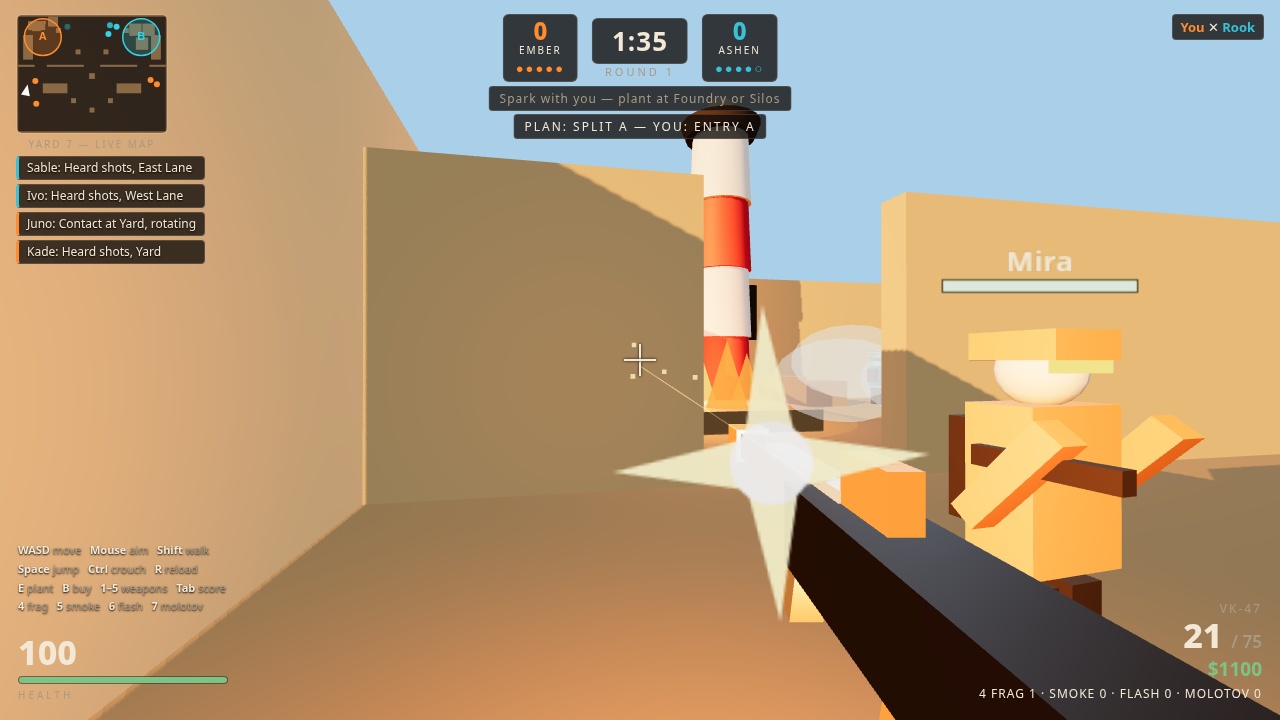 A
B
YARD 7 — LIVE MAP
Sable: Heard shots, East Lane
Ivo: Heard shots, West Lane
Juno: Contact at Yard, rotating
Kade: Heard shots, Yard
0
EMBER
1:35
ROUND 1
0
ASHEN
Spark with you — plant at Foundry or Silos
PLAN: SPLIT A — YOU: ENTRY A
You ✕ Rook
Mira
WASD move Mouse aim Shift walk
Space jump Ctrl crouch R reload
E plant B buy 1–5 weapons Tab score
4 frag 5 smoke 6 flash 7 molotov
100
HEALTH
VK-47
21 / 75
$1100
4 FRAG 1 · SMOKE 0 · FLASH 0 · MOLOTOV 0